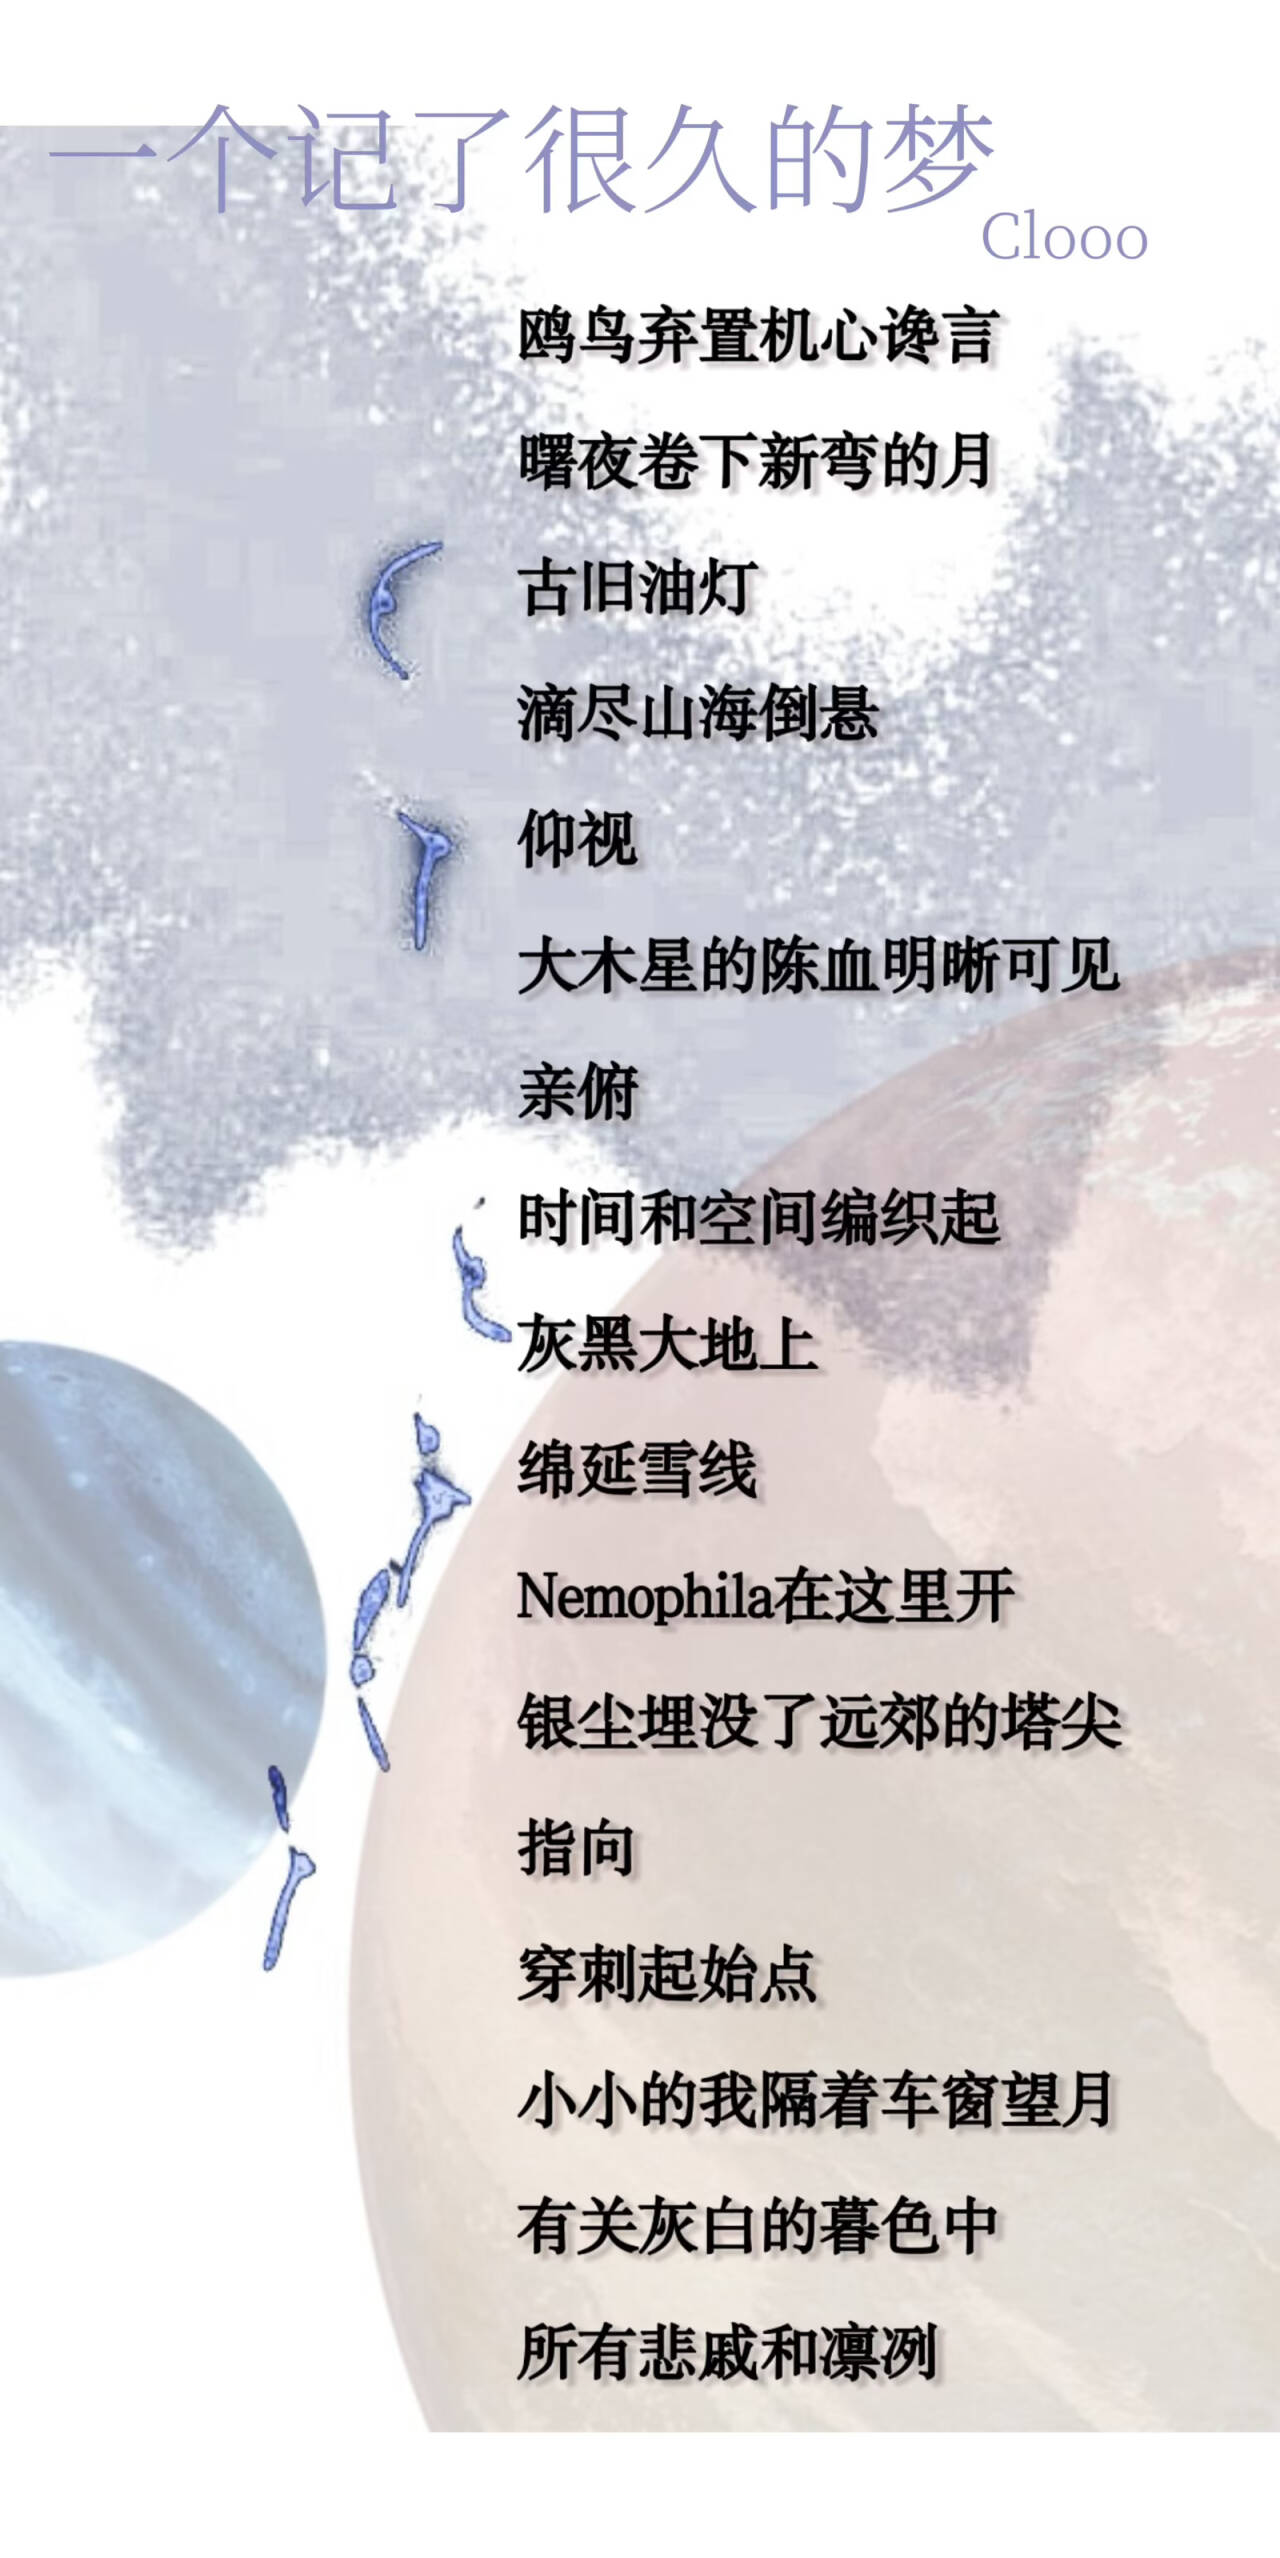 一个记了很久的梦
Clooo
鸥鸟弃置机心谗言
曙夜卷下新弯的月
古旧油灯
滴尽山海倒悬
仰视
大木星的陈血明晰可见
亲俯
时间和空间编织起
灰黑大地上
绵延雪线
Nemophila在这里开
银尘埋没了远郊的塔尖
指向
穿刺起始点
小小的我隔着车窗望月
有关灰白的暮色中
所有悲戚和凛冽